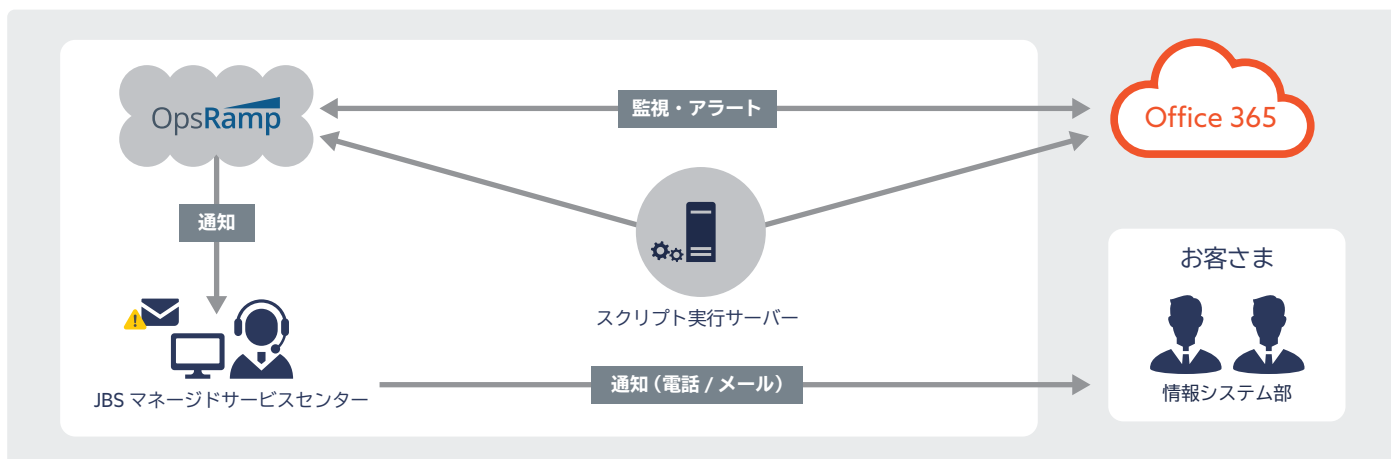 OpsRamp
監視・アラート
Office 365
通知
スクリプト実行サーバー
お客さま
JBS マネージドサービスセンター
通知(電話 / メール)
情報システム部